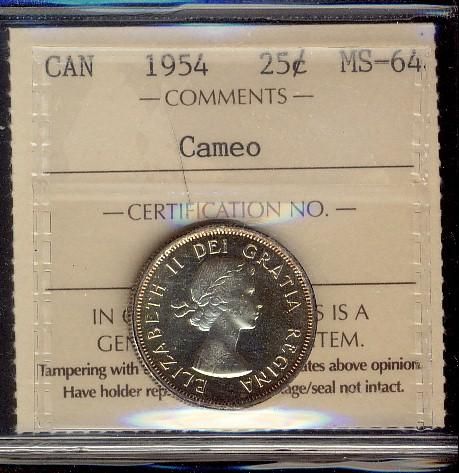 CAN 1954 25¢ MS-64
— COMMENTS —
Cameo
— CERTIFICATION NO. —
ELIZABETH II DEI GRATIA REGINA
IN S IS A
GEN TEM.
Tampering with ates above opinion.
Have holder rep age/seal not intact.